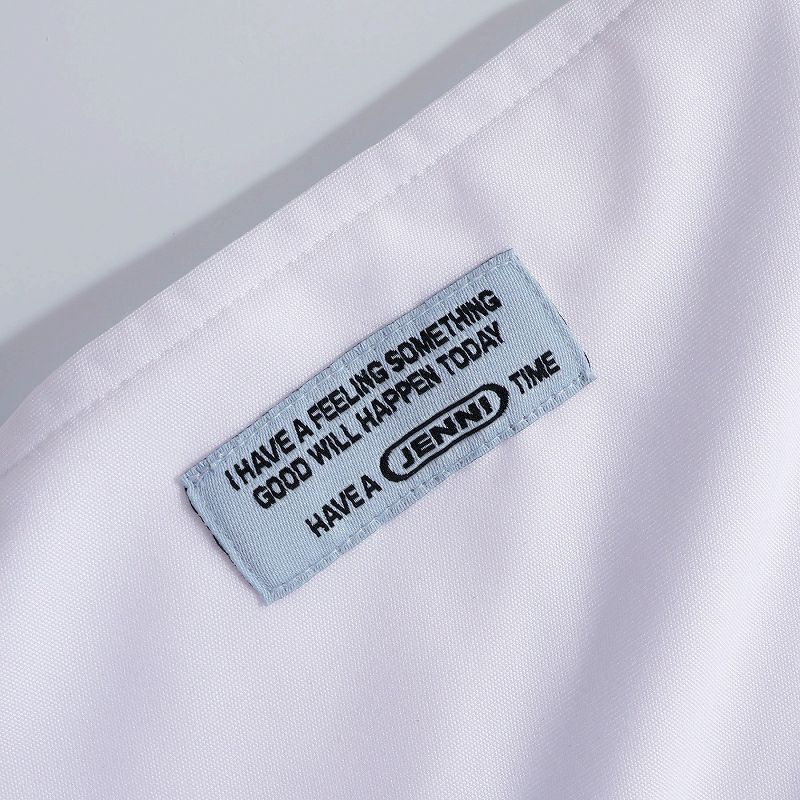 I HAVE A FEELING SOMETHING
GOOD WILL HAPPEN TODAY
HAVE A JENNI TIME